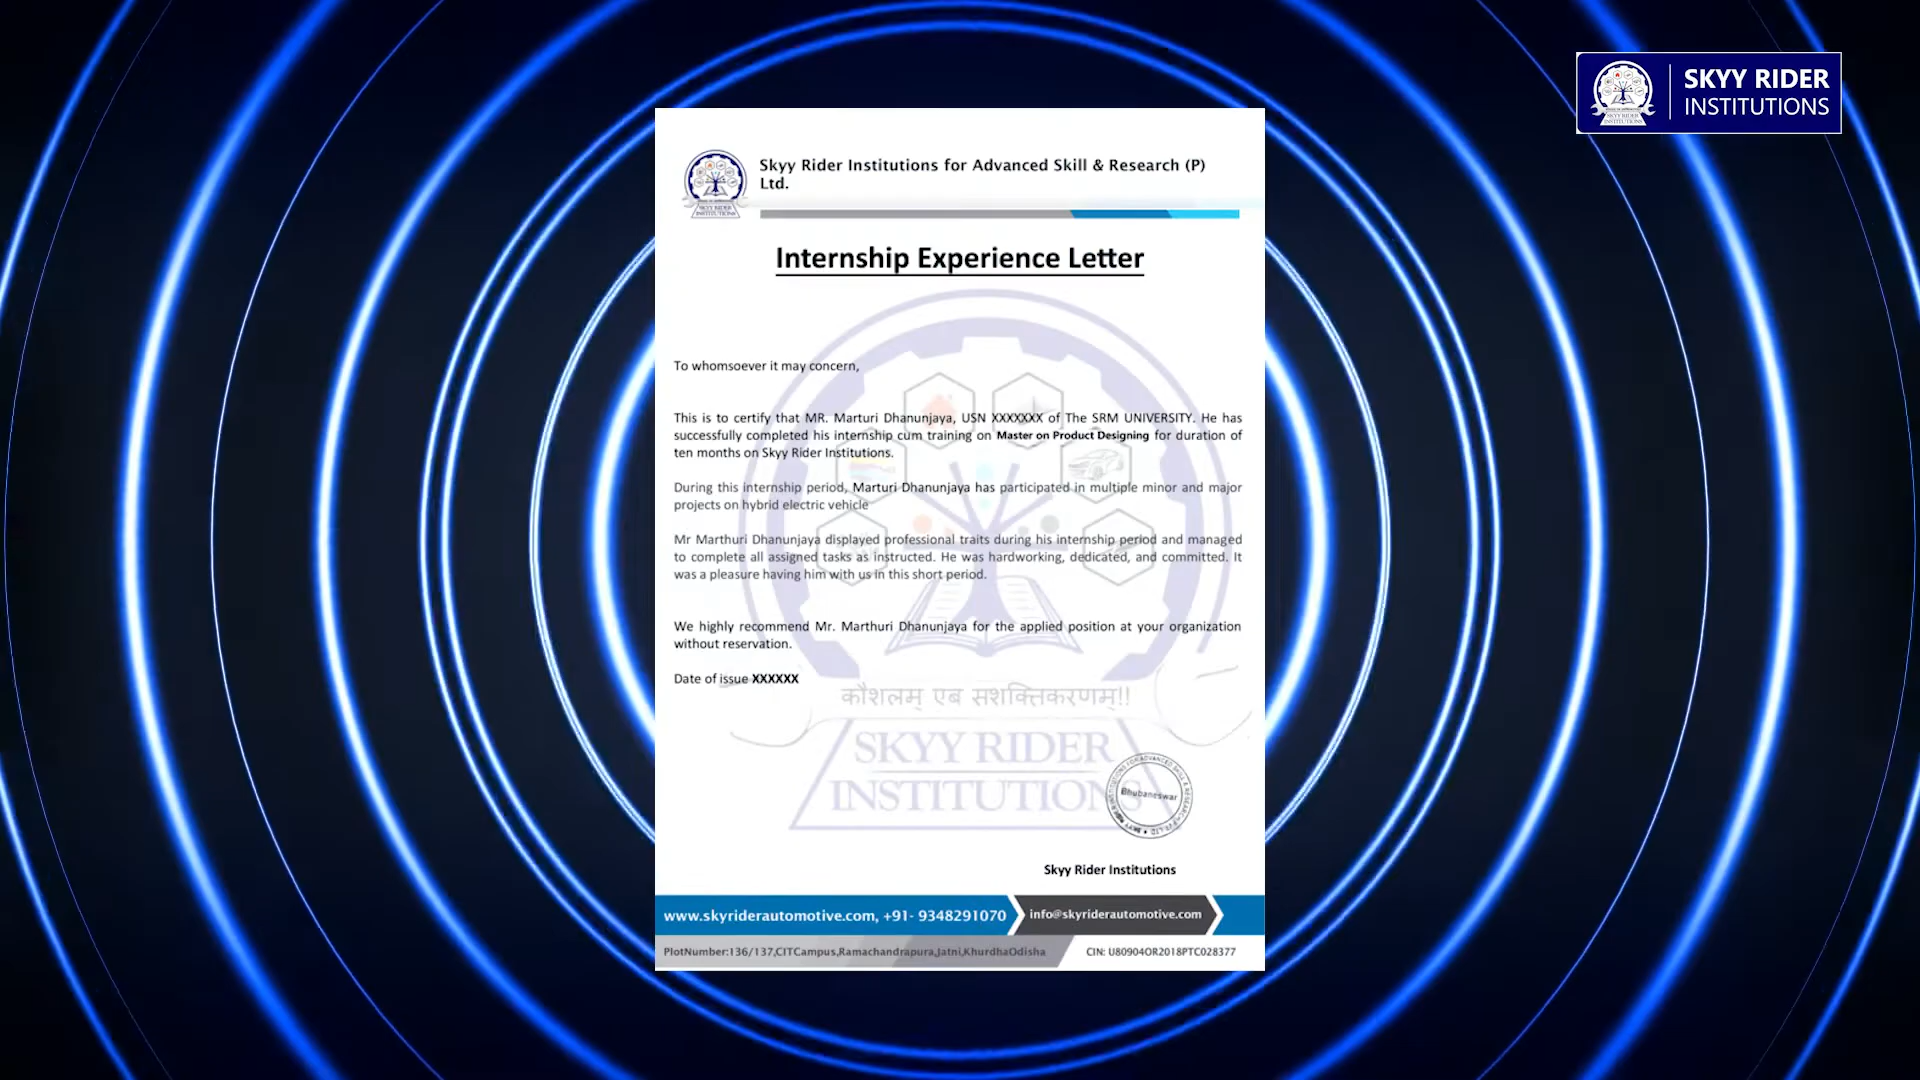 SKYY RIDER
INSTITUTIONS
SKYY RIDER
INSTITUTIONS
Skyy Rider Institutions for Advanced Skill & Research (P)
Ltd.
SKYY RIDER
INSTITUTIONS
Internship Experience Letter
To whomsoever it may concern,
This is to certify that MR. Marturi Dhanunjaya, USN XXXXXXX of The SRM UNIVERSITY. He has
successfully completed his internship cum training on Master on Product Designing for duration of
ten months on Skyy Rider Institutions.
During this internship period, Marturi Dhanunjaya has participated in multiple minor and major
projects on hybrid electric vehicle
Mr Marthuri Dhanunjaya displayed professional traits during his internship period and managed
to complete all assigned tasks as instructed. He was hardworking, dedicated, and committed. It
was a pleasure having him with us in this short period.
We highly recommend Mr. Marthuri Dhanunjaya for the applied position at your organization
without reservation.
Date of issue XXXXXX
कौशलम् एब सशक्तिकरणम्!!
SKYY RIDER
INSTITUTIONS
Bhubaneswar
Skyy Rider Institutions
www.skyriderautomotive.com, +91- 9348291070
info@skyriderautomotive.com
PlotNumber:136/137,CITCampus,Ramachandrapura,Jatni,KhurdhaOdisha
CIN: U80904OR2018PTC028377